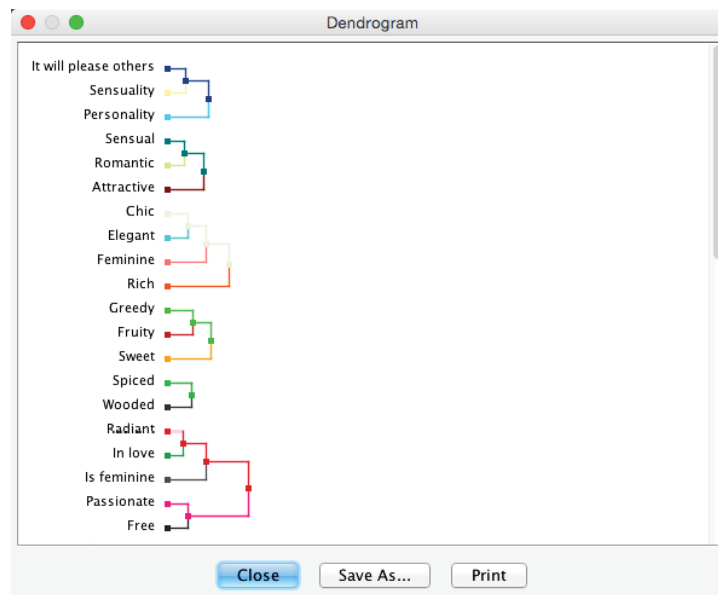 Dendrogram
It will please others
Sensuality
Personality
Sensual
Romantic
Attractive
Chic
Elegant
Feminine
Rich
Greedy
Fruity
Sweet
Spiced
Wooded
Radiant
In love
Is feminine
Passionate
Free
Close Save As... Print